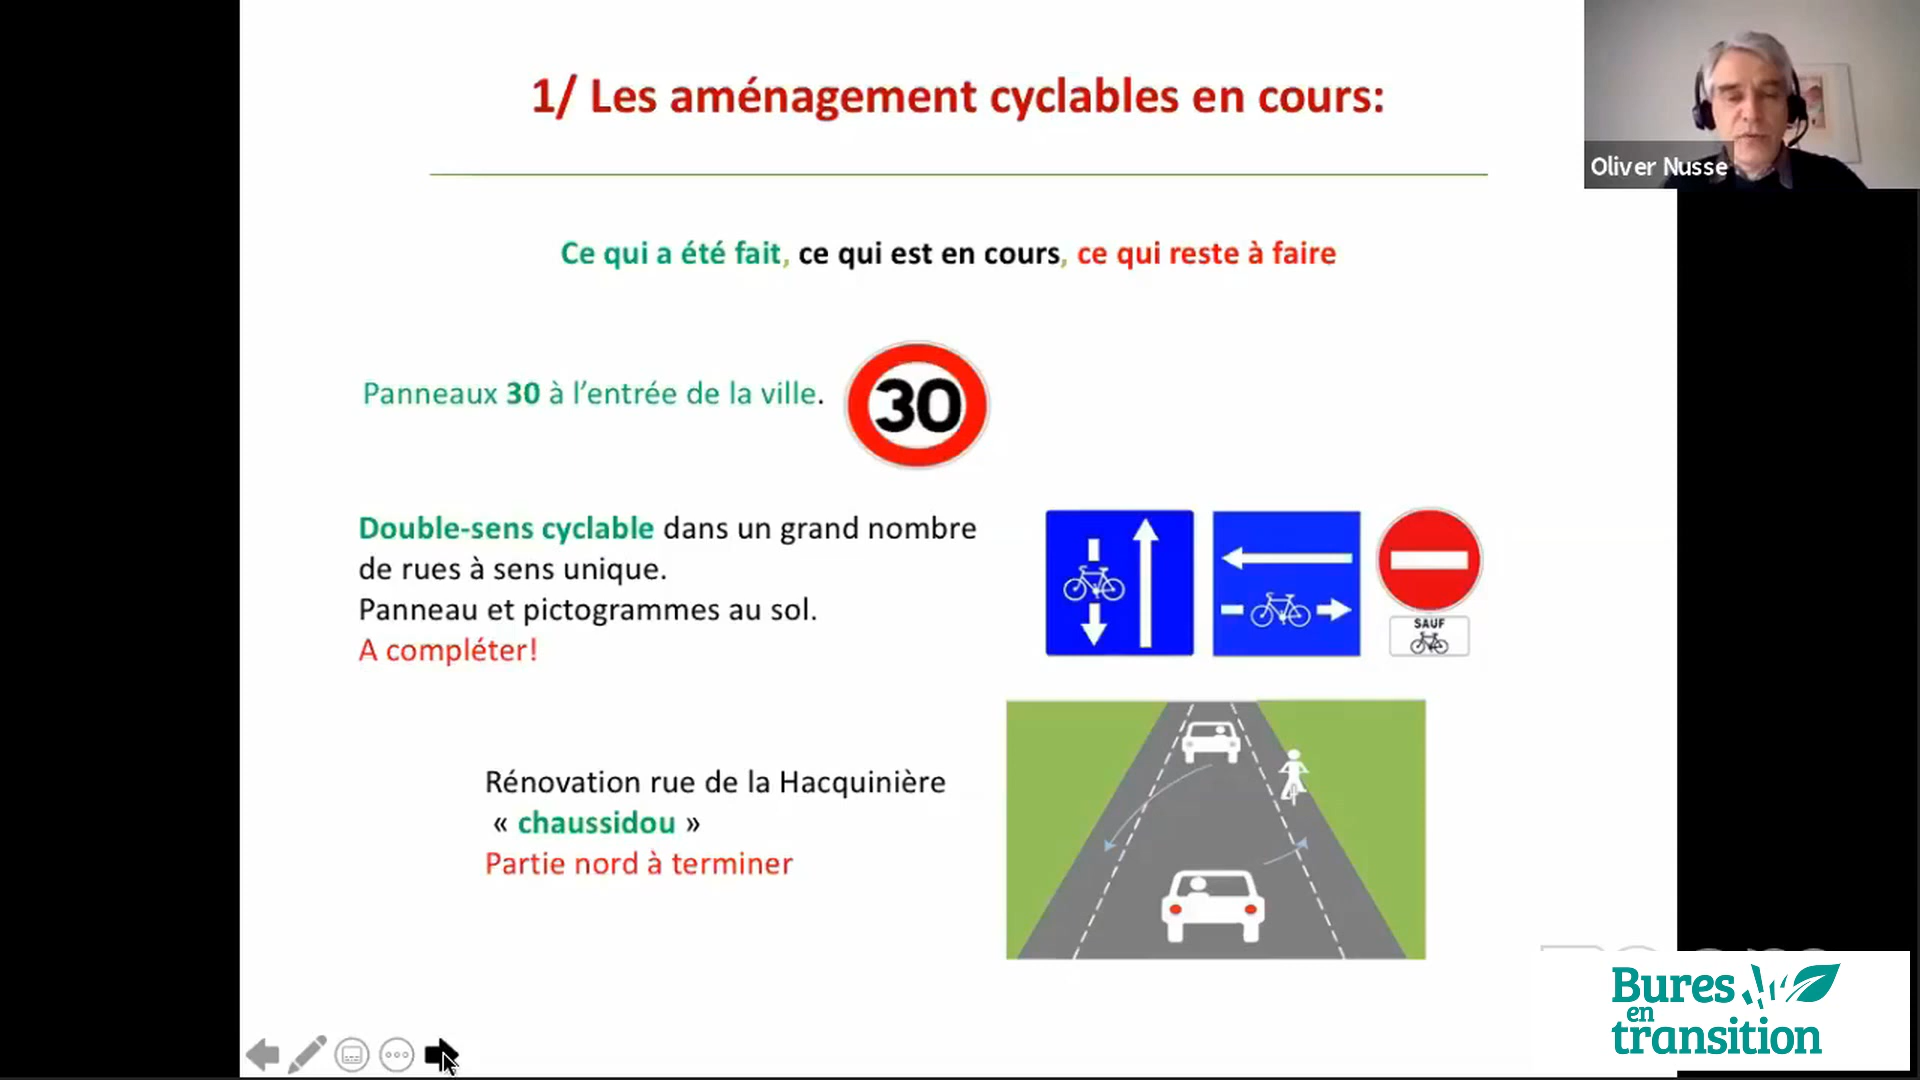 1/ Les aménagement cyclables en cours:
Oliver Nusse
Ce qui a été fait, ce qui est en cours, ce qui reste à faire
Panneaux 30 à l'entrée de la ville.
30
Double-sens cyclable dans un grand nombre
de rues à sens unique.
Panneau et pictogrammes au sol.
A compléter!
SAUF
Rénovation rue de la Hacquinière
« chaussidou »
Partie nord à terminer
Bures
en
transition